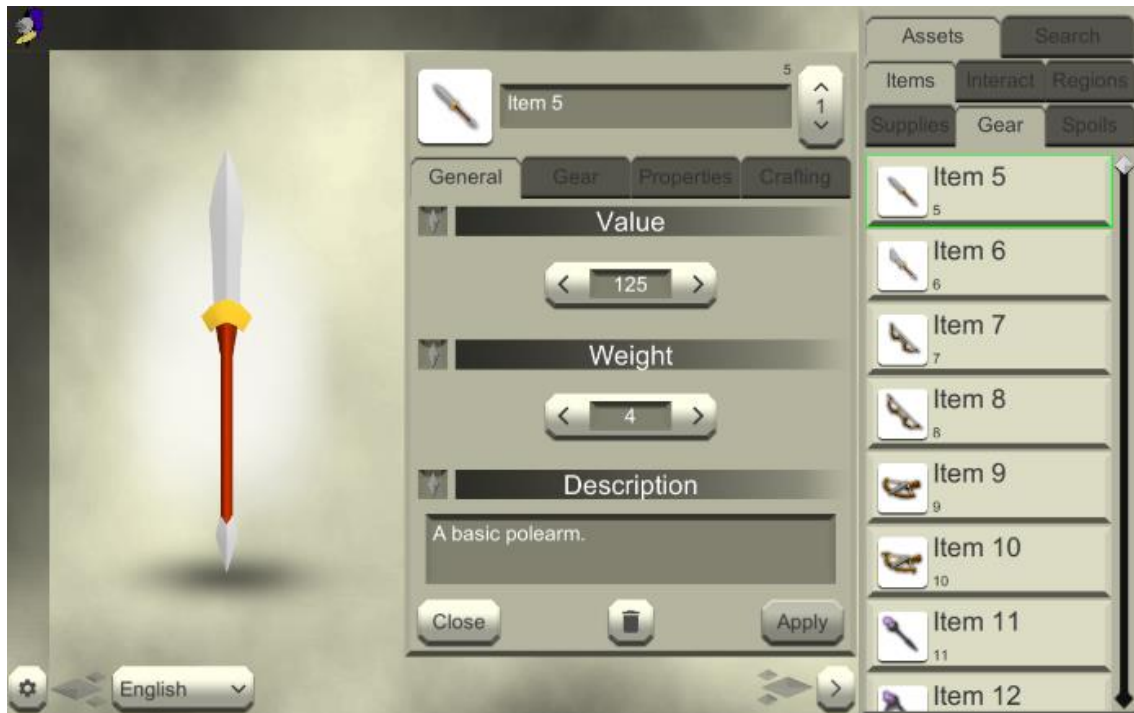 Assets
Search
Items
Interact
Regions
Supplies
Gear
Spoils
5
Item 5
1
General
Gear
Properties
Crafting
Value
125
Weight
4
Description
A basic polearm.
Close
Apply
English
Item 5
5
Item 6
6
Item 7
7
Item 8
8
Item 9
9
Item 10
10
Item 11
11
Item 12